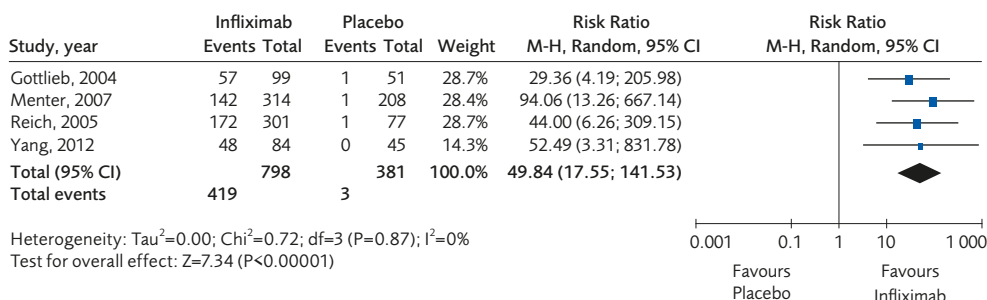 Infliximab Placebo Risk Ratio Risk Ratio
Study, year Events Total Events Total Weight M-H, Random, 95% CI M-H, Random, 95% CI
Gottlieb, 2004 57 99 1 51 28.7% 29.36 (4.19; 205.98)
Menter, 2007 142 314 1 208 28.4% 94.06 (13.26; 667.14)
Reich, 2005 172 301 1 77 28.7% 44.00 (6.26; 309.15)
Yang, 2012 48 84 0 45 14.3% 52.49 (3.31; 831.78)
Total (95% CI) 798 381 100.0% 49.84 (17.55; 141.53)
Total events 419 3
Heterogeneity: Tau²=0.00; Chi²=0.72; df=3 (P=0.87); I²=0%
Test for overall effect: Z=7.34 (P<0.00001)
0.001 0.1 1 10 1 000
Favours Favours
Placebo Infliximab